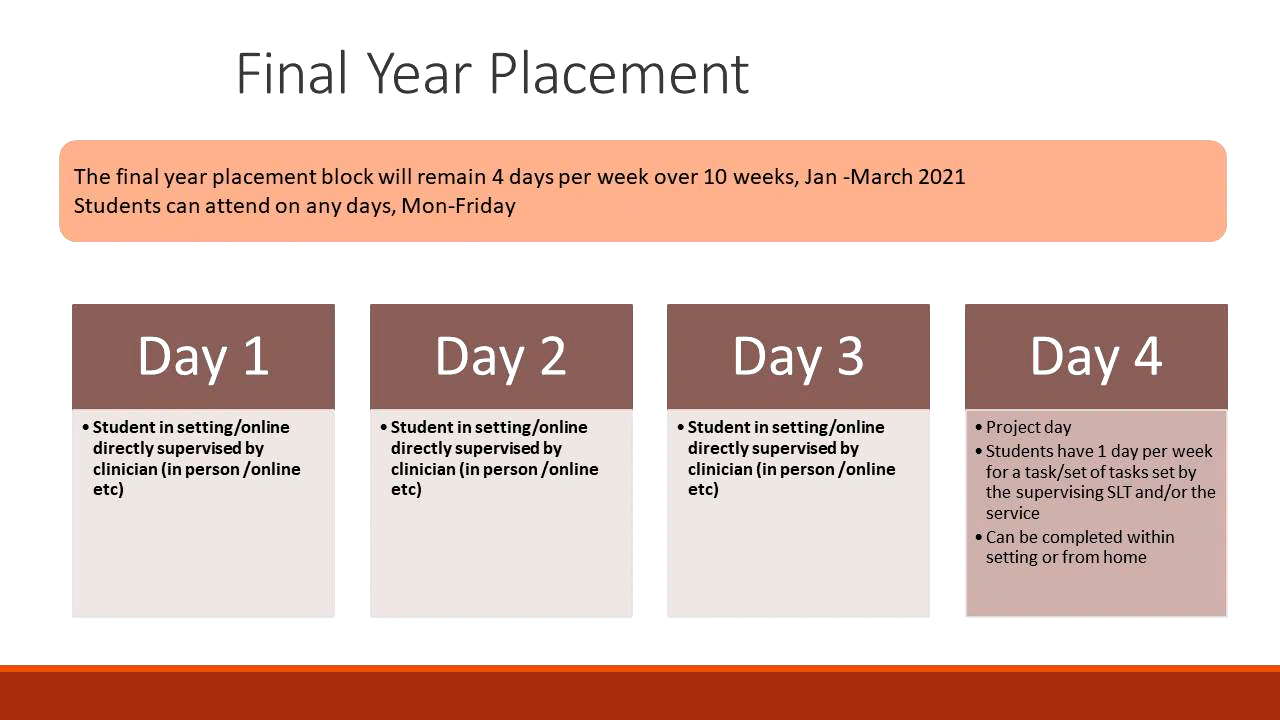 Final Year Placement
The final year placement block will remain 4 days per week over 10 weeks, Jan -March 2021
Students can attend on any days, Mon-Friday
Day 1
• Student in setting/online
directly supervised by
clinician (in person /online
etc)
Day 2
• Student in setting/online
directly supervised by
clinician (in person /online
etc)
Day 3
• Student in setting/online
directly supervised by
clinician (in person /online
etc)
Day 4
• Project day
• Students have 1 day per week
for a task/set of tasks set by
the supervising SLT and/or the
service
• Can be completed within
setting or from home